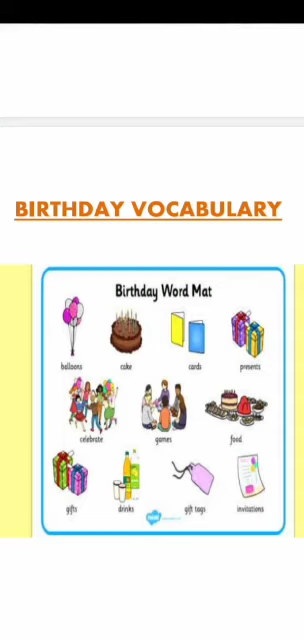 BIRTHDAY VOCABULARY
Birthday Word Mat
balloons cake cards presents
celebrate games food
gifts drinks gift tags invitations